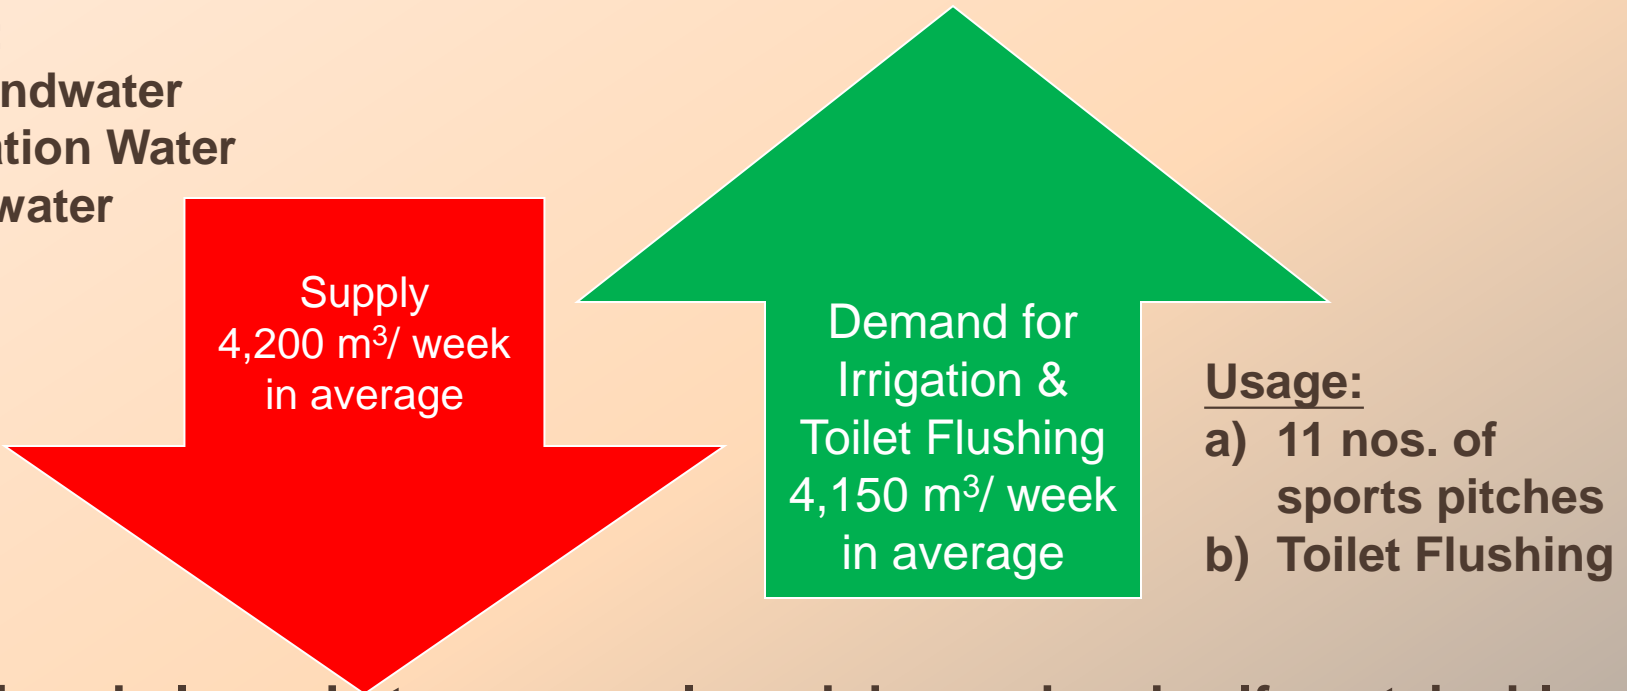 ndwater
ation Water
water
Supply
4,200 m³/ week
in average
Demand for
Irrigation &
Toilet Flushing
4,150 m³/ week
in average
Usage:
a) 11 nos. of
sports pitches
b) Toilet Flushing